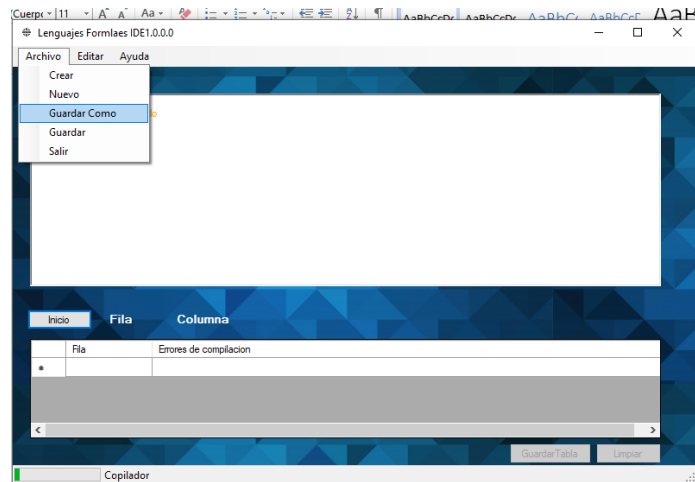 Cuerpo 11 A A Aa
AaBbCcDc AaBbCcDc AaBbC AaBbCcE AaB
Lenguajes Formlaes IDE1.0.0.0
Archivo Editar Ayuda
Crear
Nuevo
Guardar Como
Guardar
Salir
Inicio Fila Columna
Fila Errores de compilacion
GuardarTabla Limpiar
Copilador